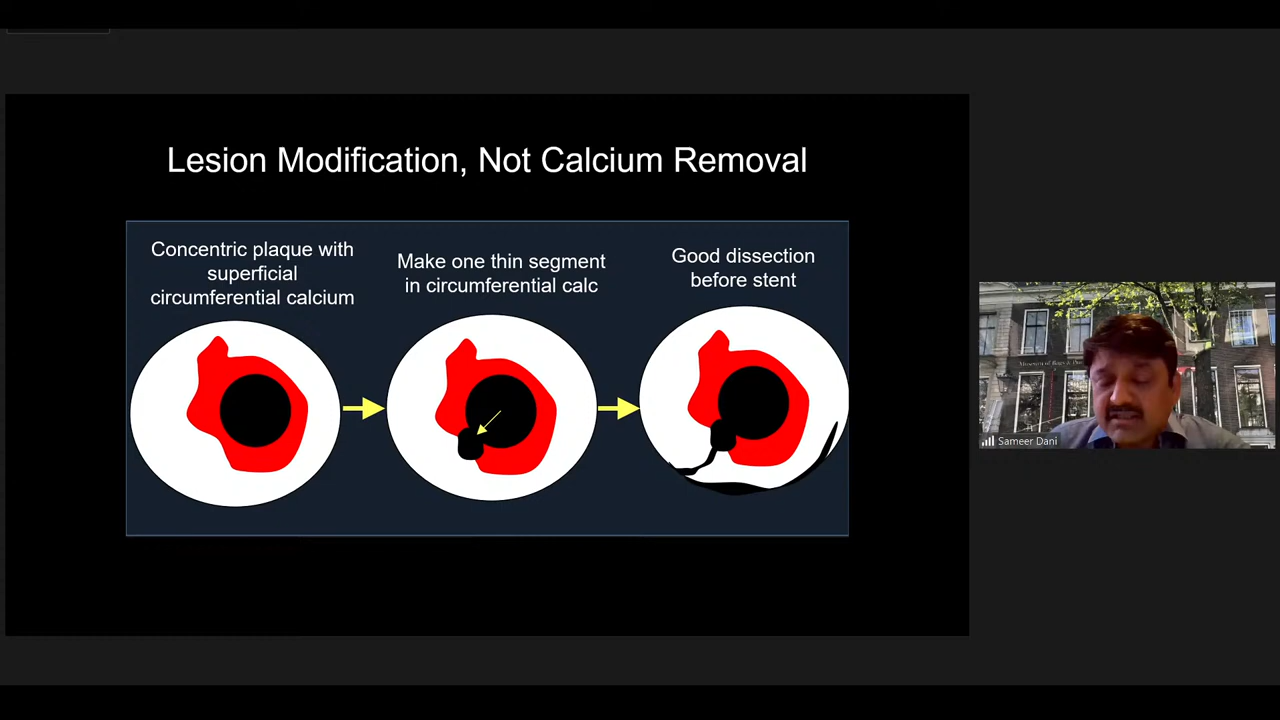 Lesion Modification, Not Calcium Removal
Concentric plaque with
superficial
circumferential calcium
Make one thin segment
in circumferential calc
Good dissection
before stent
Sameer Dani